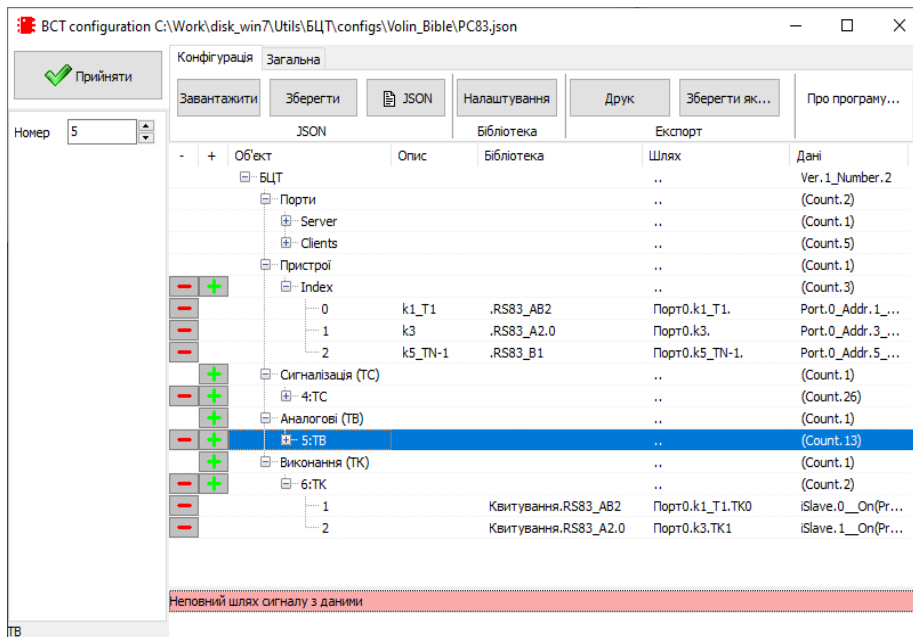 BCT configuration C:\Work\disk_win7\Utils\БЦТ\configs\Volin_Bible\PC83.json
Прийняти
Номер 5
Конфігурація Загальна
Завантажити Зберегти JSON Налаштування Друк Зберегти як... Про програму...
JSON Бібліотека Експорт
- + Об'єкт Опис Бібліотека Шлях Дані
БЦТ .. Ver.1_Number.2
Порти .. (Count.2)
Server .. (Count.1)
Clients .. (Count.5)
Пристрої .. (Count.1)
Index .. (Count.3)
0 k1_T1 .RS83_AB2 Порт0.k1_T1. Port.0_Addr.1_...
1 k3 .RS83_A2.0 Порт0.k3. Port.0_Addr.3_...
2 k5_TN-1 .RS83_B1 Порт0.k5_TN-1. Port.0_Addr.5_...
Сигналізація (ТС) .. (Count.1)
4:ТС .. (Count.26)
Аналогові (ТВ) .. (Count.1)
5:ТВ .. (Count.13)
Виконання (ТК) .. (Count.1)
6:ТК .. (Count.2)
1 Квитування.RS83_AB2 Порт0.k1_T1.TK0 iSlave.0__On(Pr...
2 Квитування.RS83_A2.0 Порт0.k3.TK1 iSlave.1__On(Pr...
Неповний шлях сигналу з даними
ТВ